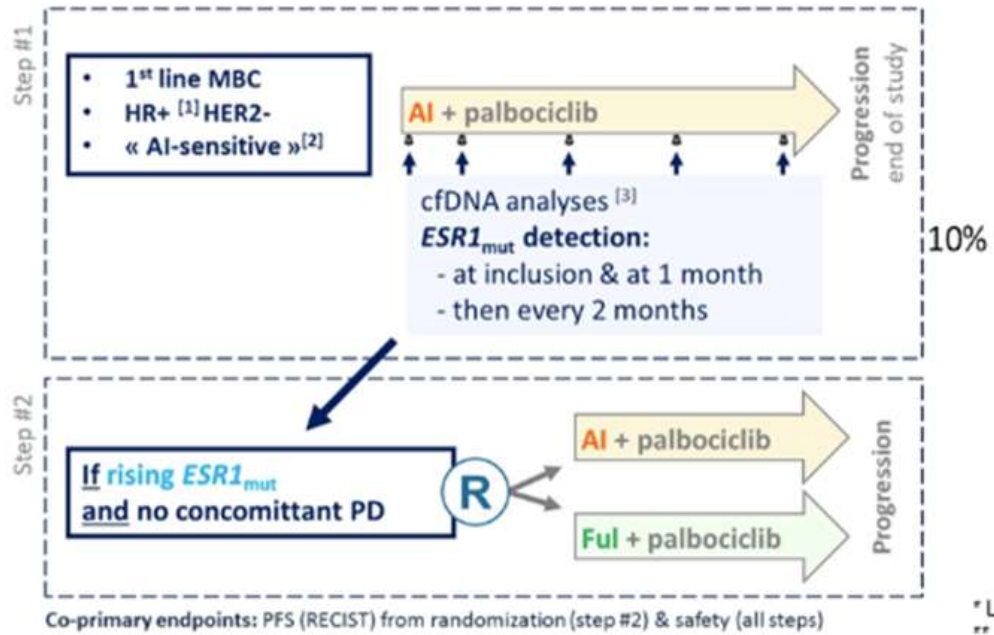 Step #1
• 1st line MBC
• HR+ [1] HER2-
• « AI-sensitive »[2]
AI + palbociclib
Progression
end of study
cfDNA analyses [3]
ESR1mut detection:
- at inclusion & at 1 month
- then every 2 months
10%
Step #2
If rising ESR1mut
and no concomittant PD
R
AI + palbociclib
Ful + palbociclib
Progression
Co-primary endpoints: PFS (RECIST) from randomization (step #2) & safety (all steps)